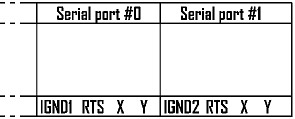 Serial port #0 Serial port #1
IGND1 RTS X Y IGND2 RTS X Y